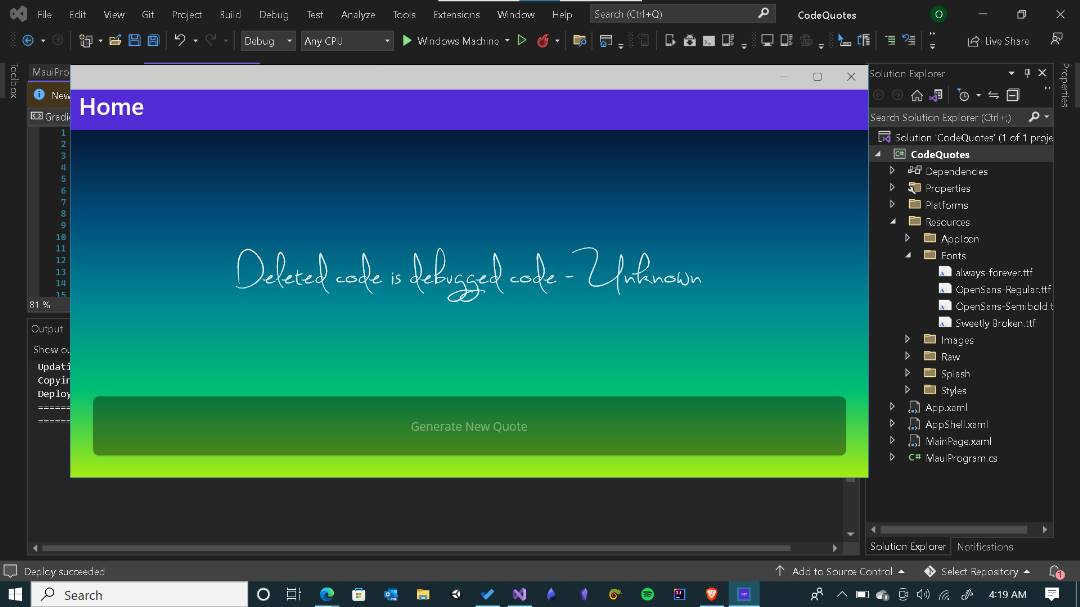 File Edit View Git Project Build Debug Test Analyze Tools Extensions Window Help Search (Ctrl+Q) CodeQuotes O
Debug Any CPU Windows Machine Live Share
Toolbox
MauiPro
Solution Explorer
Properties
New
Gradi
Home
Search Solution Explorer (Ctrl+;)
1
2
3
4
5
6
7
8
9
10
11
12
13
14
15
Solution 'CodeQuotes' (1 of 1 proje
CodeQuotes
Dependencies
Properties
Platforms
Resources
AppIcon
Fonts
always-forever.ttf
OpenSans-Regular.ttf
OpenSans-Semibold.t
Sweetly Broken.ttf
Images
Raw
Splash
Styles
App.xaml
AppShell.xaml
MainPage.xaml
MauiProgram.cs
Deleted code is debugged code - Unknown
Generate New Quote
81 %
Output
Show ou
Updati
Copyin
Deploy
=====
=====
Solution Explorer Notifications
Deploy succeeded
Add to Source Control Select Repository 1
Search
4:19 AM